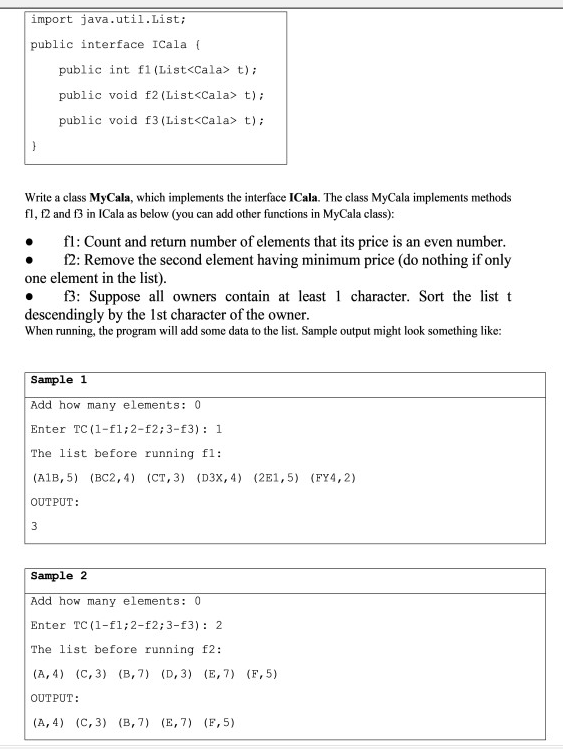 import java.util.List;
public interface ICala {
public int f1(List<Cala> t);
public void f2(List<Cala> t);
public void f3(List<Cala> t);
}
Write a class MyCala, which implements the interface ICala. The class MyCala implements methods
f1, f2 and f3 in ICala as below (you can add other functions in MyCala class):
● f1: Count and return number of elements that its price is an even number.
● f2: Remove the second element having minimum price (do nothing if only
one element in the list).
● f3: Suppose all owners contain at least 1 character. Sort the list t
descendingly by the 1st character of the owner.
When running, the program will add some data to the list. Sample output might look something like:
Sample 1
Add how many elements: 0
Enter TC(1-f1;2-f2;3-f3): 1
The list before running f1:
(A1B,5) (BC2,4) (CT,3) (D3X,4) (2E1,5) (FY4,2)
OUTPUT:
3
Sample 2
Add how many elements: 0
Enter TC(1-f1;2-f2;3-f3): 2
The list before running f2:
(A,4) (C,3) (B,7) (D,3) (E,7) (F,5)
OUTPUT:
(A,4) (C,3) (B,7) (E,7) (F,5)